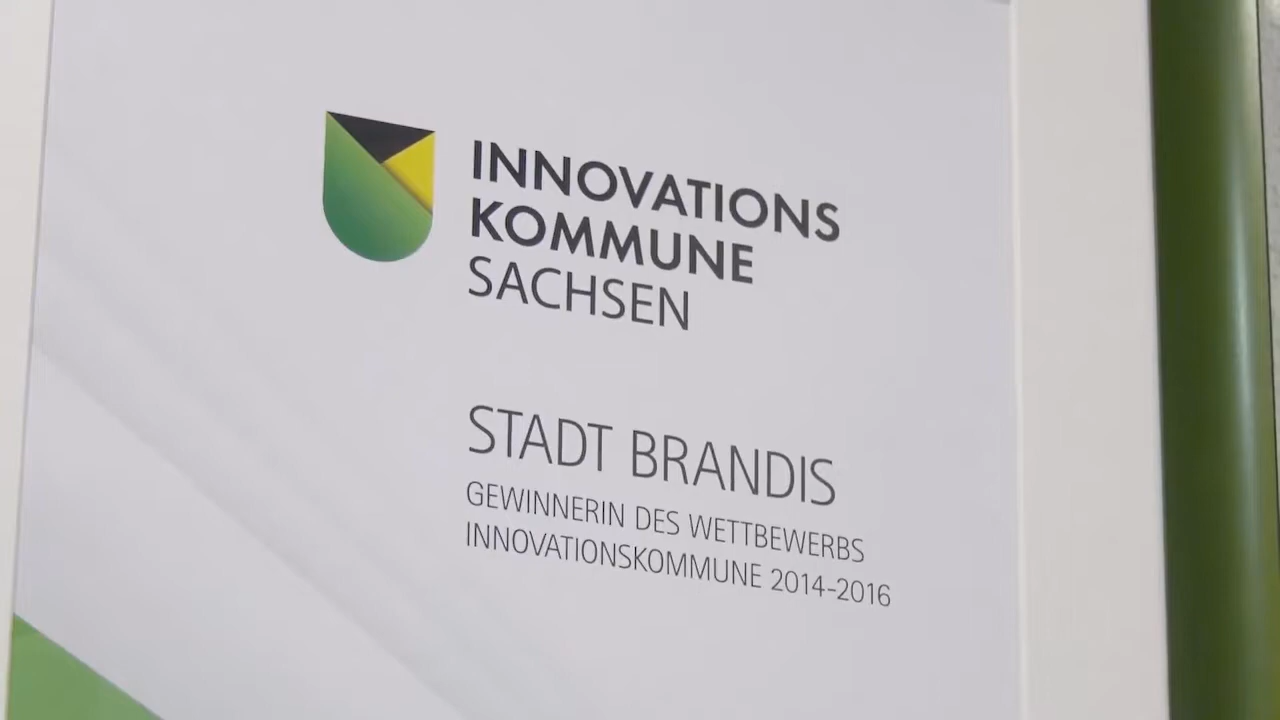 INNOVATIONS
KOMMUNE
SACHSEN
STADT BRANDIS
GEWINNERIN DES WETTBEWERBS
INNOVATIONSKOMMUNE 2014-2016